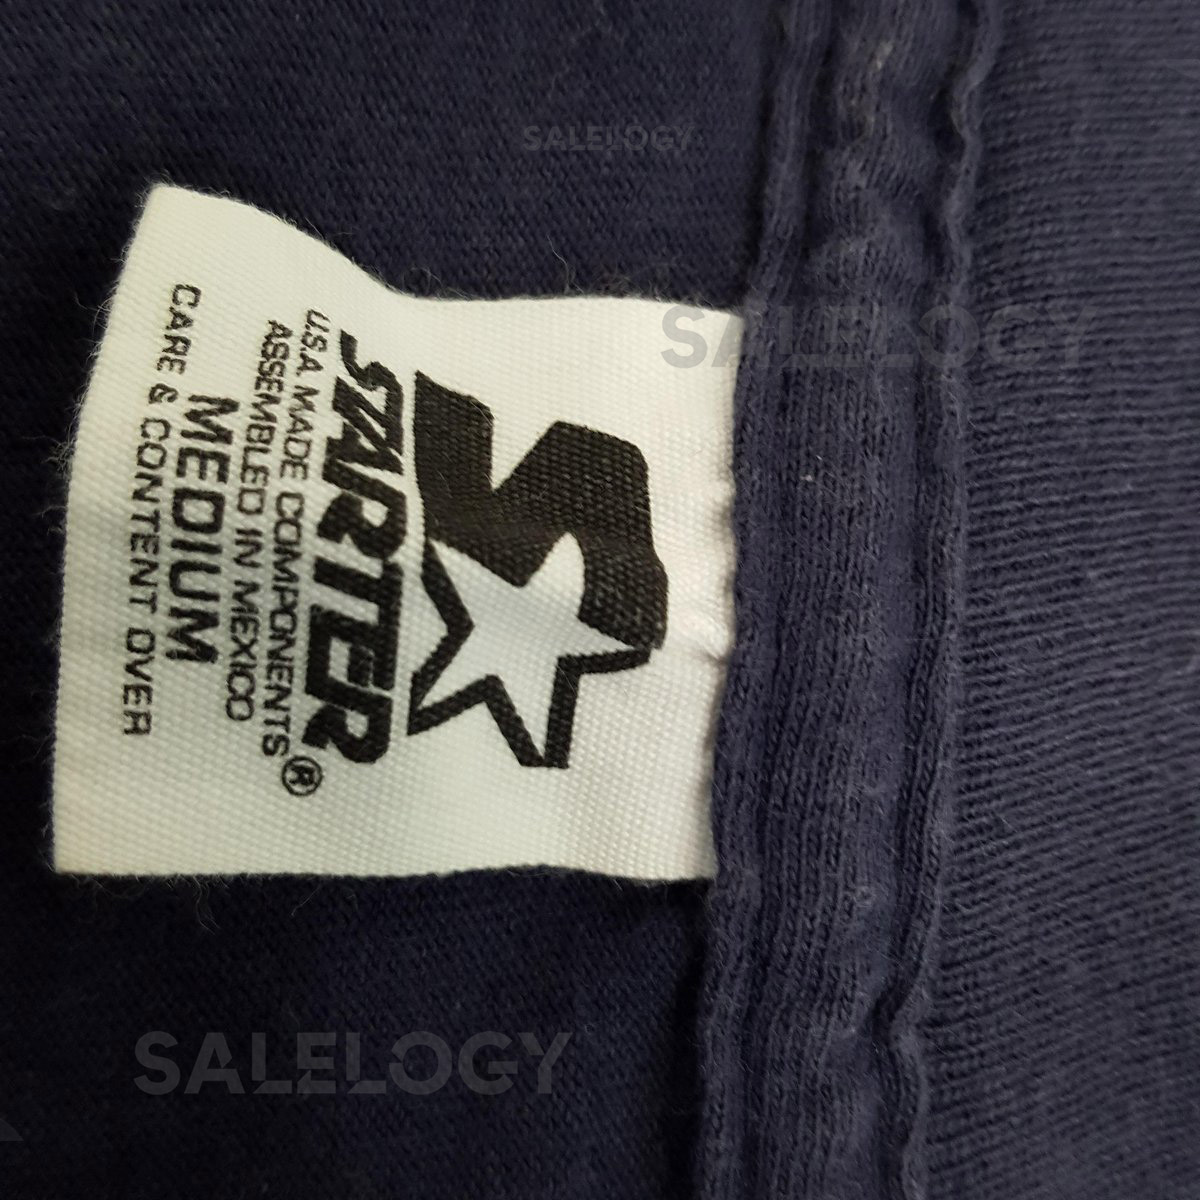 STARTER®
U.S.A MADE COMPONENTS
ASSEMBLED IN MEXICO
MEDIUM
CARE & CONTENT OVER
SALELOGY
SALELOGY
SALELOGY